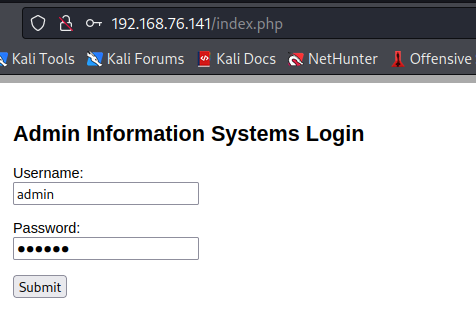 192.168.76.141/index.php
Kali Tools Kali Forums Kali Docs NetHunter Offensive
Admin Information Systems Login
Username:
admin
Password:
●●●●●●
Submit